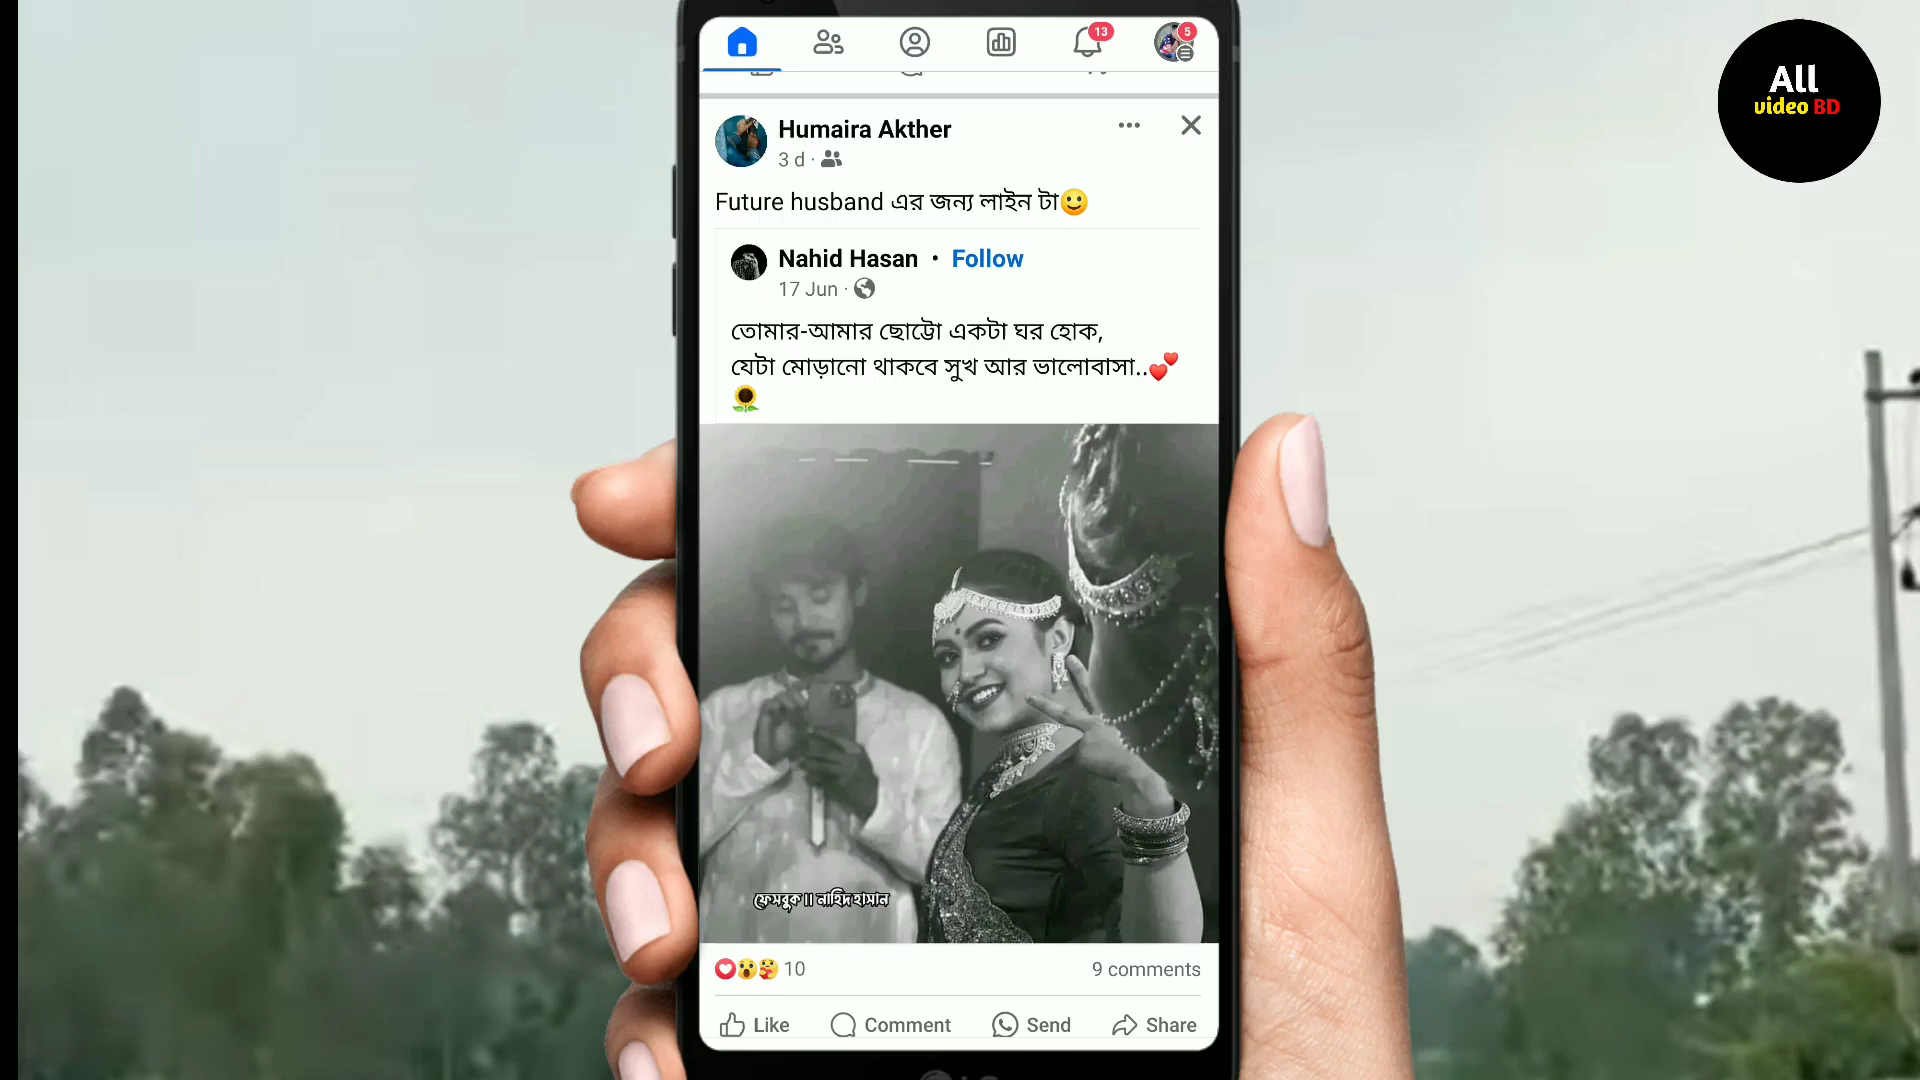 All
video BD
13
5
Humaira Akther
3 d ·
Future husband এর জন্য লাইন টা🙂
Nahid Hasan • Follow
17 Jun ·
তোমার-আমার ছোট্টো একটা ঘর হোক,
যেটা মোড়ানো থাকবে সুখ আর ভালোবাসা..💕
🌻
ফেসবুক।। নাহিদ হাসান
10
9 comments
Like
Comment
Send
Share